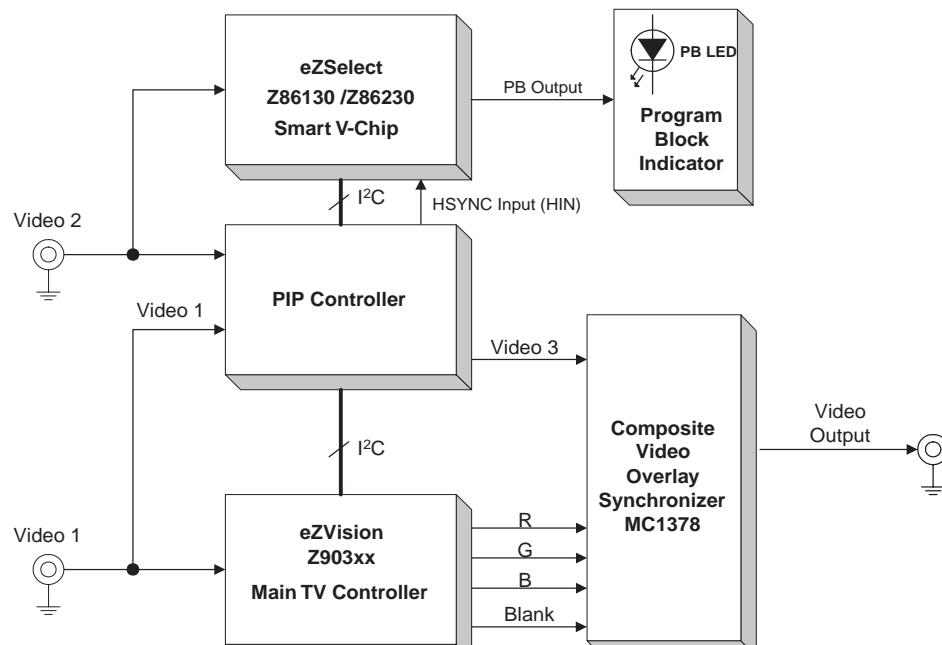 eZSelect
Z86130 /Z86230
Smart V-Chip
PB Output
PB LED
Program
Block
Indicator
I²C
HSYNC Input (HIN)
Video 2
PIP Controller
Video 1
Video 3
I²C
Composite
Video
Overlay
Synchronizer
MC1378
Video
Output
Video 1
eZVision
Z903xx
Main TV Controller
R
G
B
Blank